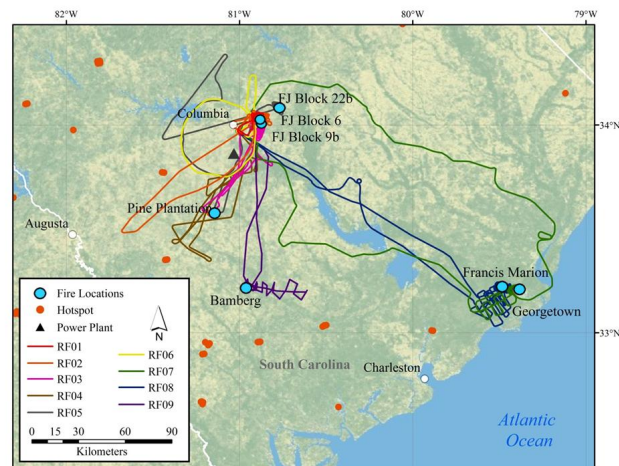 82°W
81°W
80°W
79°W
FJ Block 22b
Columbia
FJ Block 6
34°N
34°N
FJ Block 9b
Pine Plantation
Augusta
Francis Marion
Fire Locations
Bamberg
Georgetown
Hotspot
Power Plant
N
33°N
RF01
RF06
RF02
RF07
RF03
RF08
RF04
RF09
RF05
South Carolina
Charleston
0 15 30 60 90
Kilometers
Atlantic
Ocean